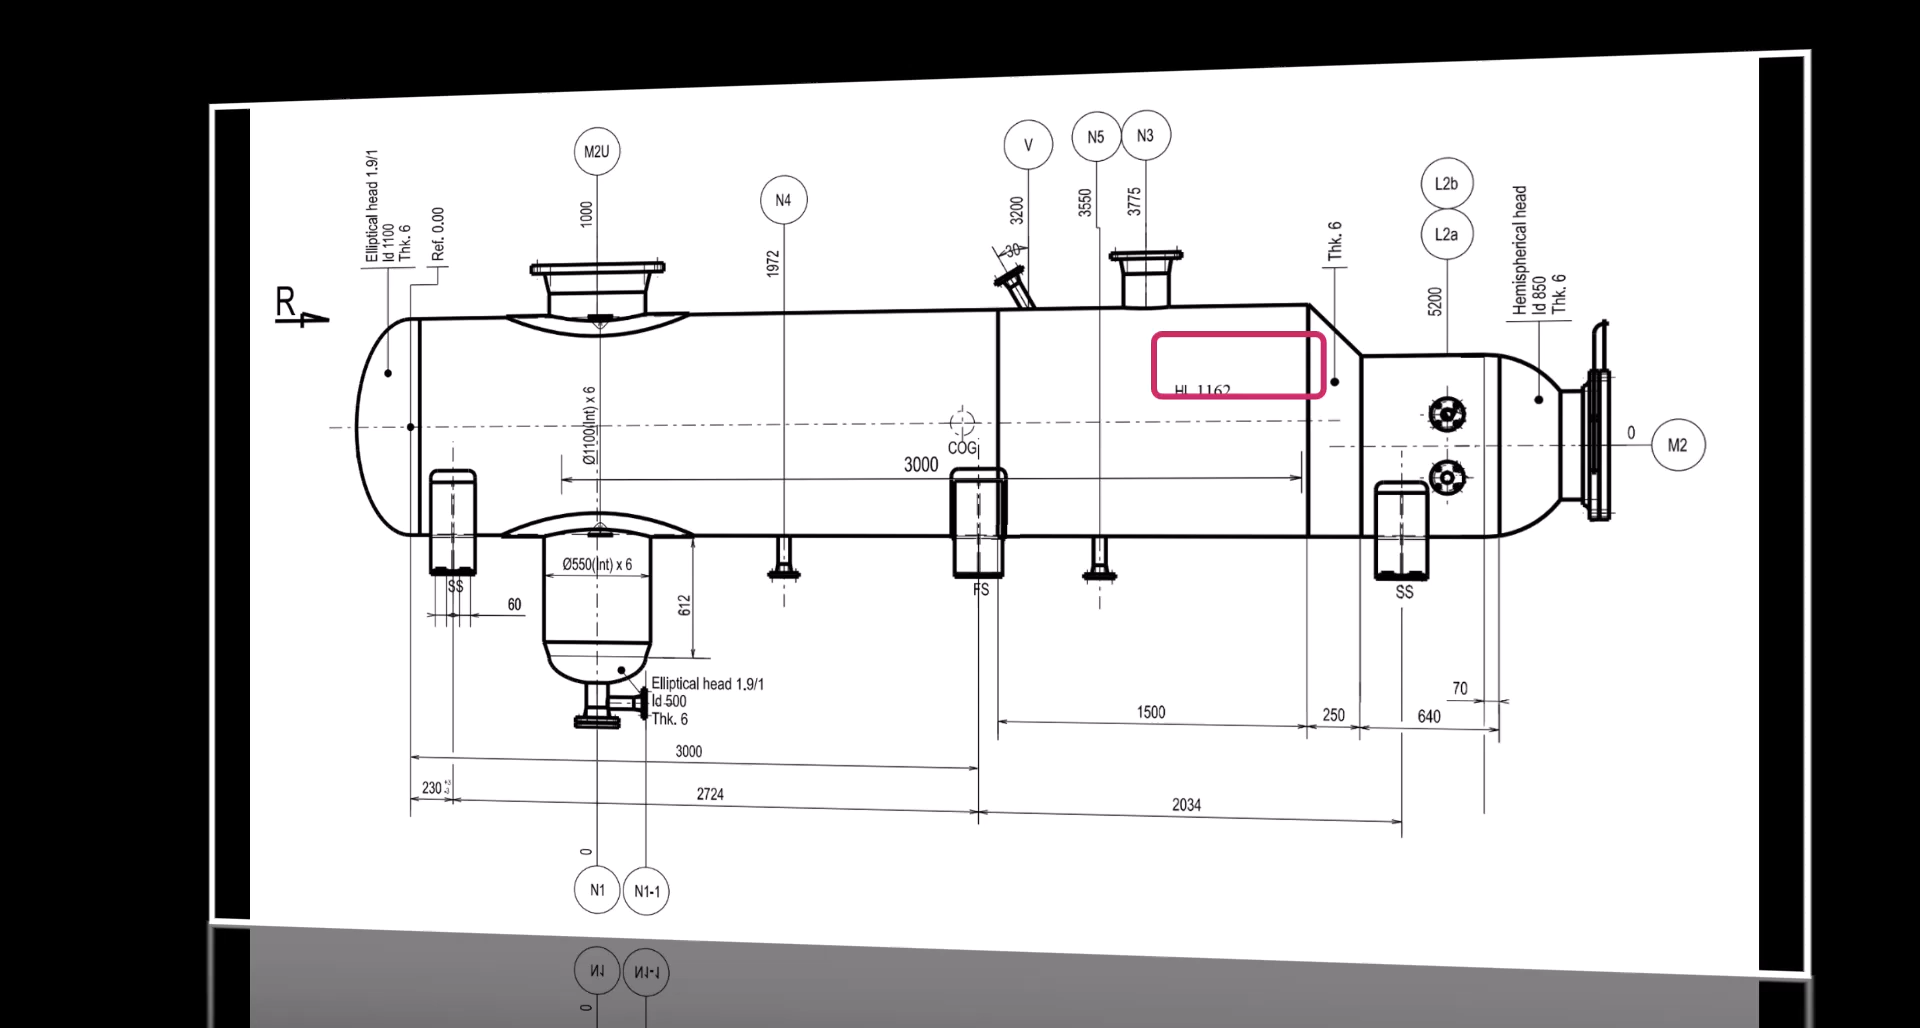 M2U
N4
V
N5
N3
L2b
L2a
Elliptical head 1.9/1
Id 1100
Thk. 6
Ref. 0.00
1000
1972
3200
30
3550
3775
Thk. 6
5200
Hemispherical head
Id 850
Thk. 6
R
HL 1162
Ø1100(Int) x 6
COG
3000
0
M2
Ø550(Int) x 6
SS
FS
SS
60
612
Elliptical head 1.9/1
Id 500
Thk. 6
70
1500
250
640
3000
230
2724
2034
0
N1
N1-1